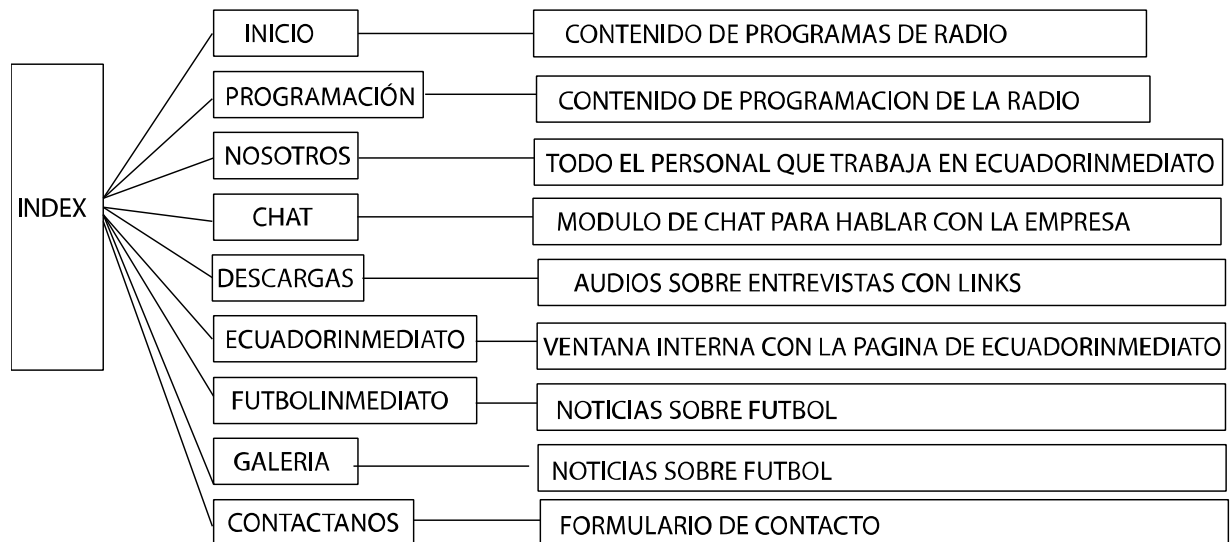 INDEX
INICIO
CONTENIDO DE PROGRAMAS DE RADIO
PROGRAMACIÓN
CONTENIDO DE PROGRAMACION DE LA RADIO
NOSOTROS
TODO EL PERSONAL QUE TRABAJA EN ECUADORINMEDIATO
CHAT
MODULO DE CHAT PARA HABLAR CON LA EMPRESA
DESCARGAS
AUDIOS SOBRE ENTREVISTAS CON LINKS
ECUADORINMEDIATO
VENTANA INTERNA CON LA PAGINA DE ECUADORINMEDIATO
FUTBOLINMEDIATO
NOTICIAS SOBRE FUTBOL
GALERIA
NOTICIAS SOBRE FUTBOL
CONTACTANOS
FORMULARIO DE CONTACTO